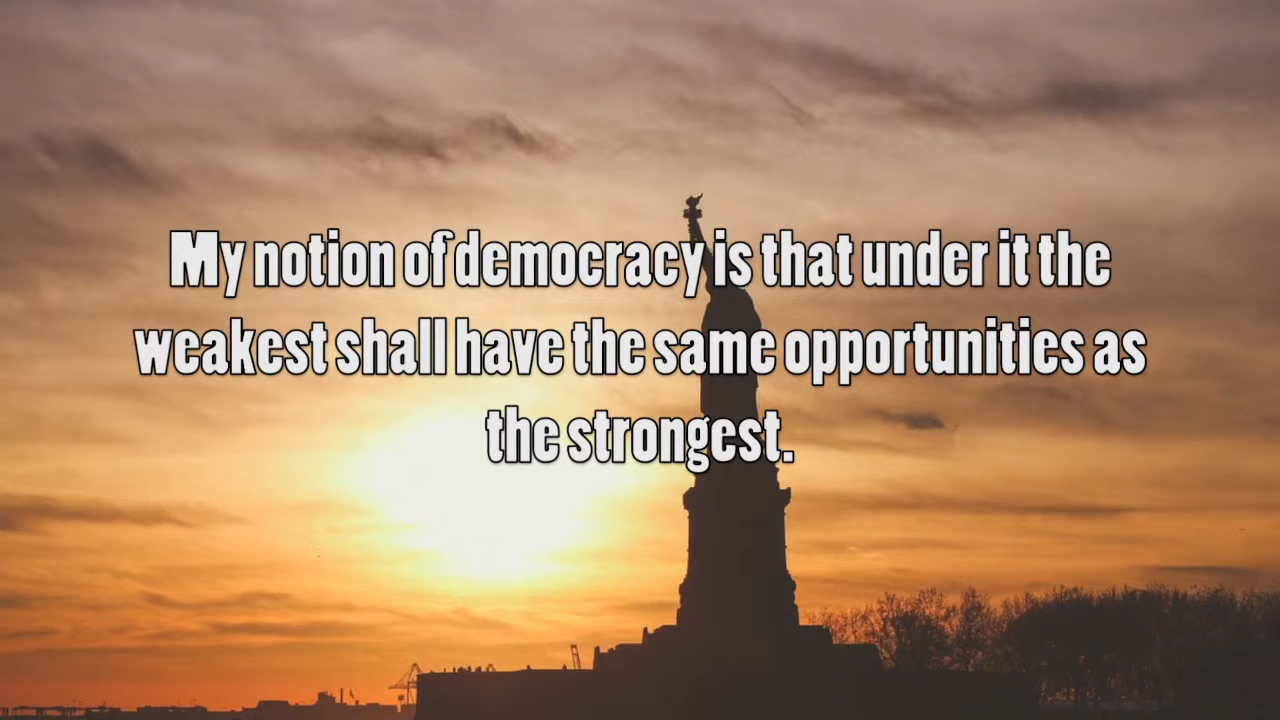 My notion of democracy is that under it the
weakest shall have the same opportunities as
the strongest.